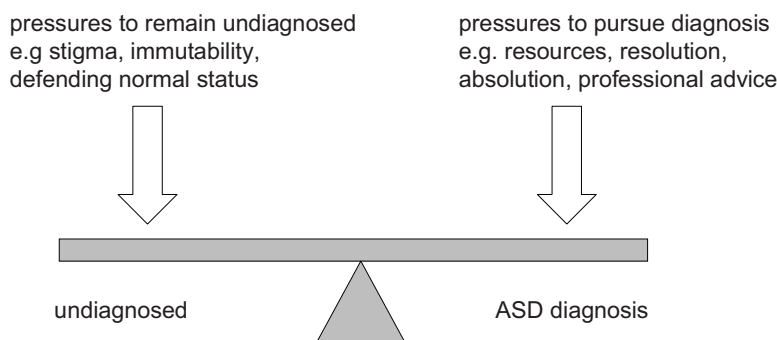 pressures to remain undiagnosed
e.g stigma, immutability,
defending normal status
pressures to pursue diagnosis
e.g. resources, resolution,
absolution, professional advice
undiagnosed
ASD diagnosis